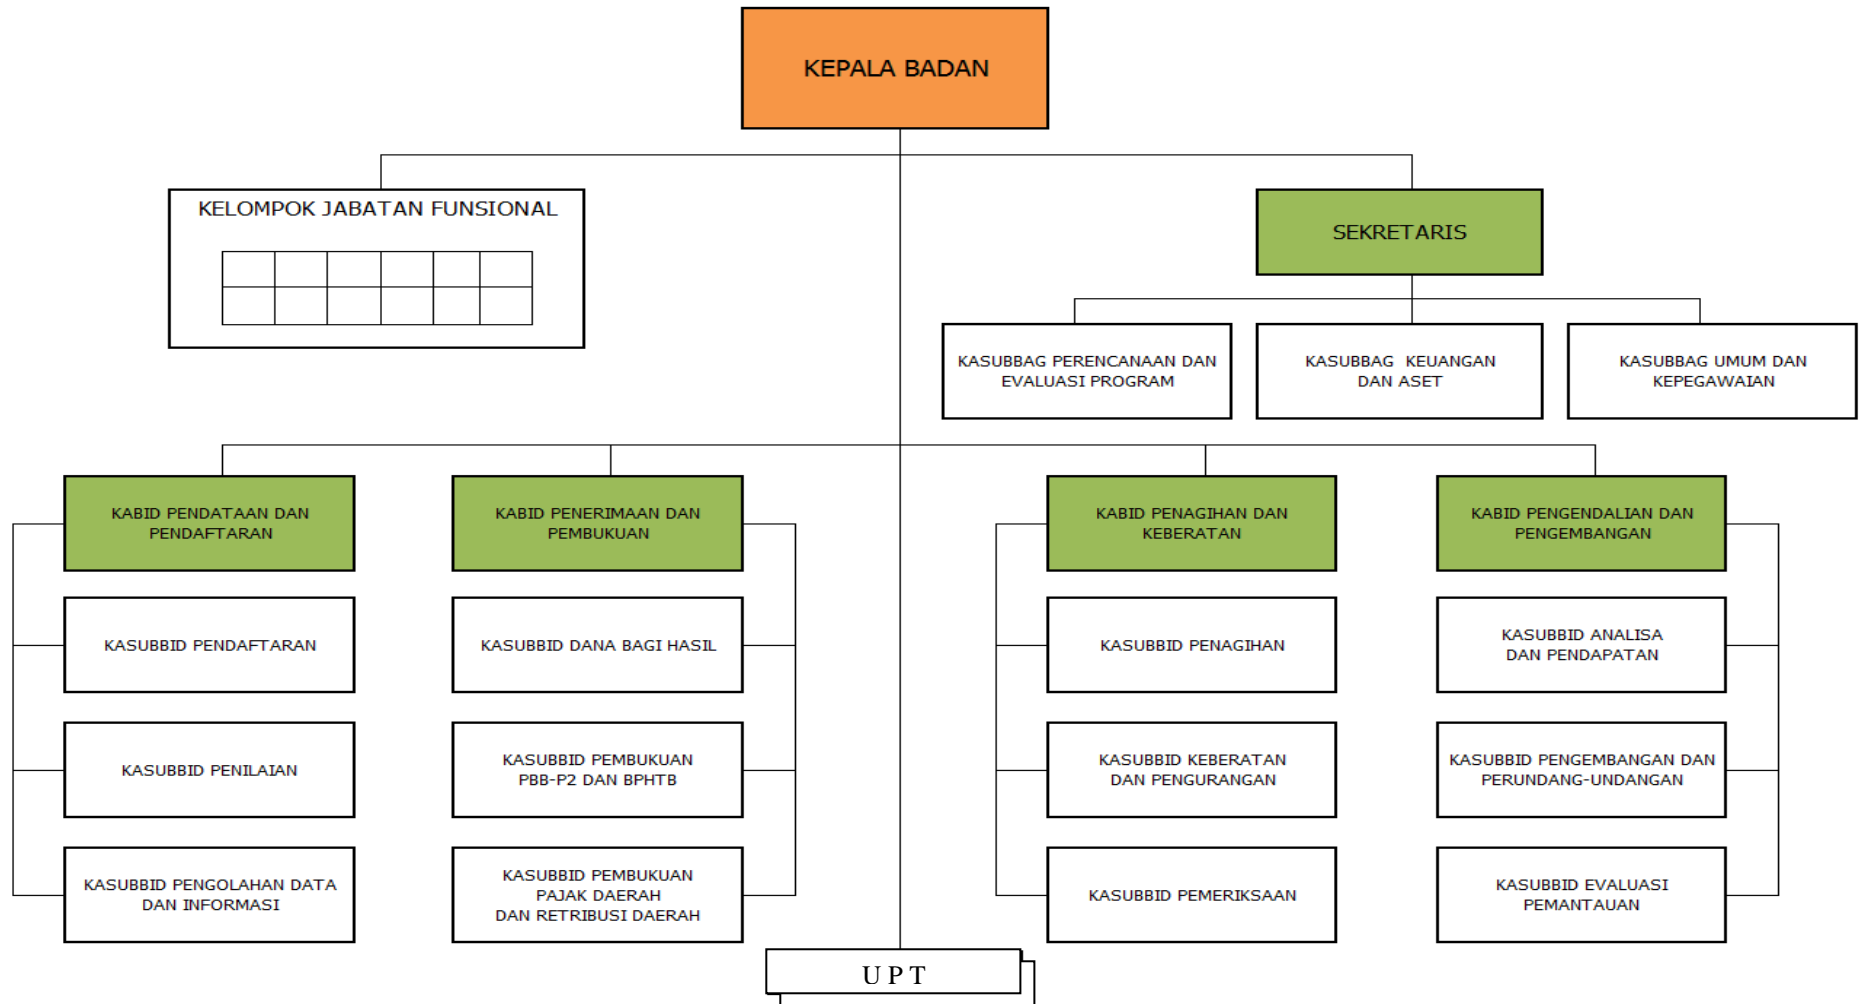 KEPALA BADAN
KELOMPOK JABATAN FUNSIONAL
SEKRETARIS
KASUBBAG PERENCANAAN DAN
EVALUASI PROGRAM
KASUBBAG KEUANGAN
DAN ASET
KASUBBAG UMUM DAN
KEPEGAWAIAN
KABID PENDATAAN DAN
PENDAFTARAN
KABID PENERIMAAN DAN
PEMBUKUAN
KABID PENAGIHAN DAN
KEBERATAN
KABID PENGENDALIAN DAN
PENGEMBANGAN
KASUBBID PENDAFTARAN
KASUBBID DANA BAGI HASIL
KASUBBID PENAGIHAN
KASUBBID ANALISA
DAN PENDAPATAN
KASUBBID PENILAIAN
KASUBBID PEMBUKUAN
PBB-P2 DAN BPHTB
KASUBBID KEBERATAN
DAN PENGURANGAN
KASUBBID PENGEMBANGAN DAN
PERUNDANG-UNDANGAN
KASUBBID PENGOLAHAN DATA
DAN INFORMASI
KASUBBID PEMBUKUAN
PAJAK DAERAH
DAN RETRIBUSI DAERAH
KASUBBID PEMERIKSAAN
KASUBBID EVALUASI
PEMANTAUAN
U P T